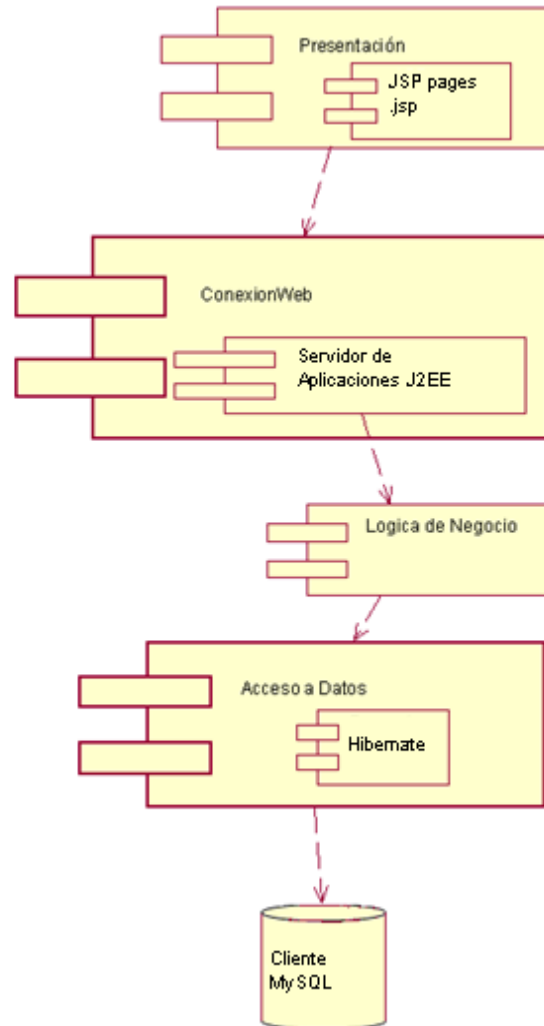 Presentación
JSP pages
.jsp
ConexionWeb
Servidor de
Aplicaciones J2EE
Logica de Negocio
Acceso a Datos
Hibernate
Cliente
MySQL